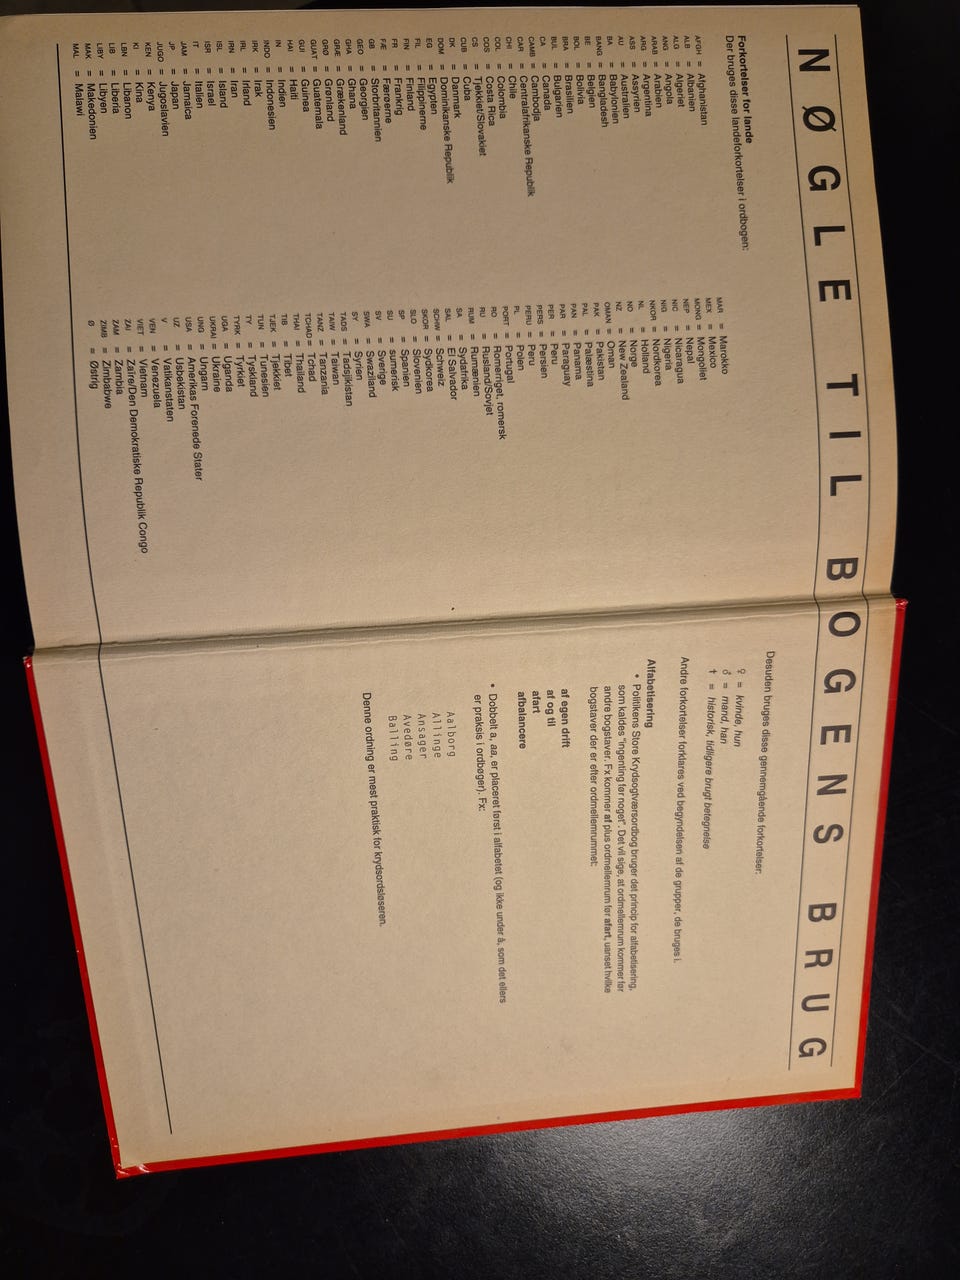 NØGLE TIL BOGENS BRUG
Forkortelser for lande
Der bruges disse landeforkortelser i ordbogen:
AFGH = Afghanistan
ALB = Albanien
ALG = Algeriet
ANG = Angola
ARAB = Arabien
ARG = Argentina
ASS = Assyrien
AU = Australien
BA = Babylonien
BANG = Bangladesh
BE = Belgien
BOL = Bolivia
BRA = Brasilien
BUL = Bulgarien
CA = Canada
CAMB = Cambodja
CAR = Centralafrikanske Republik
CHI = Chile
COL = Colombia
COS = Costa Rica
CS = Tjekkiet/Slovakiet
CUB = Cuba
DK = Danmark
DOM = Dominikanske Republik
EG = Egypten
FIL = Filippinerne
FIN = Finland
FR = Frankrig
FÆ = Færøerne
GB = Storbritannien
GEO = Georgien
GHA = Ghana
GRÆ = Grækenland
GRØ = Grønland
GUAT = Guatemala
GUI = Guinea
HAI = Haiti
IN = Indien
INDO = Indonesien
IRK = Irak
IRL = Irland
IRN = Iran
ISL = Island
ISR = Israel
IT = Italien
JAM = Jamaica
JP = Japan
JUGO = Jugoslavien
KEN = Kenya
KI = Kina
LBN = Libanon
LIB = Liberia
LIBY = Libyen
MAK = Makedonien
MAL = Malawi
MAR = Maroko
MEX = Mexico
MONG = Mongoliet
NEP = Nepal
NIC = Nicaragua
NIG = Nigeria
NKOR = Nordkorea
NL = Holland
NO = Norge
NZ = New Zealand
OMAN = Oman
PAK = Pakistan
PAL = Palæstina
PAN = Panama
PAR = Paraguay
PER = Peru
PERS = Persien
PERU = Peru
PL = Polen
PORT = Portugal
RO = Romerriget, romersk
RU = Rusland/Sovjet
RUM = Rumænien
SA = Sydafrika
SAL = El Salvador
SCHW = Schweiz
SKOR = Sydkorea
SLO = Slovenien
SP = Spanien
SU = Sumerisk
SV = Sverige
SWA = Swaziland
SY = Syrien
TADS = Tadsjikistan
TAIW = Taiwan
TANZ = Tanzania
TCHAD = Tchad
THAI = Thailand
TIB = Tibet
TJEK = Tjekkiet
TUN = Tunesien
TY = Tyskland
TYRK = Tyrkiet
UGA = Uganda
UKRAI = Ukraine
UNG = Ungarn
USA = Amerikas Forenede Stater
UZ = Usbekistan
V = Vatikanstaten
VEN = Venezuela
VIET = Vietnam
ZAI = Zaïre/Den Demokratiske Republik Congo
ZAM = Zambia
ZIMB = Zimbabwe
Ø = Østrig
Desuden bruges disse gennemgående forkortelser:
♀ = kvinde, hun
♂ = mand, han
† = historisk, tidligere brugt betegnelse
Andre forkortelser forklares ved begyndelsen af de grupper, de bruges i.
Alfabetisering
• Politikens Store Krydsogtværsordbog bruger det princip for alfabetisering,
som kaldes "ingenting før noget". Det vil sige, at ordmellemrum kommer før
andre bogstaver. Fx kommer af plus ordmellemrum før afart, uanset hvilke
bogstaver der er efter ordmellemrummet:
af egen drift
af og til
afart
afbalancere
• Dobbelt a, aa, er placeret først i alfabetet (og ikke under å, som det ellers
er praksis i ordbøger). Fx:
Aalborg
Allinge
Ansager
Avedøre
Balling
Denne ordning er mest praktisk for krydsordsløseren.